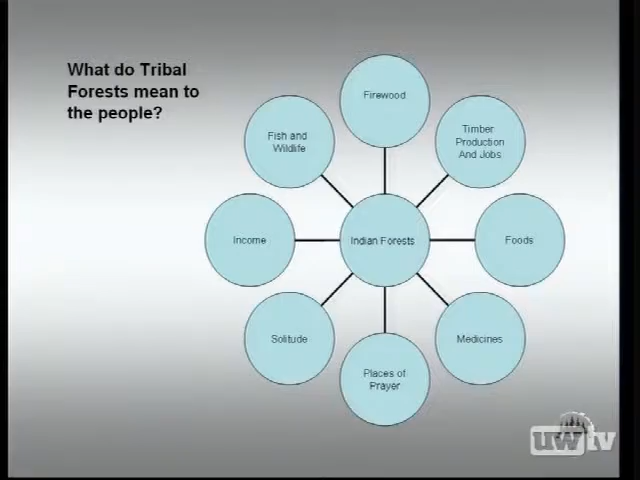 What do Tribal
Forests mean to
the people?
Firewood
Timber
Production
And Jobs
Fish and
Wildlife
Income
Indian Forests
Foods
Solitude
Medicines
Places of
Prayer
uwtv